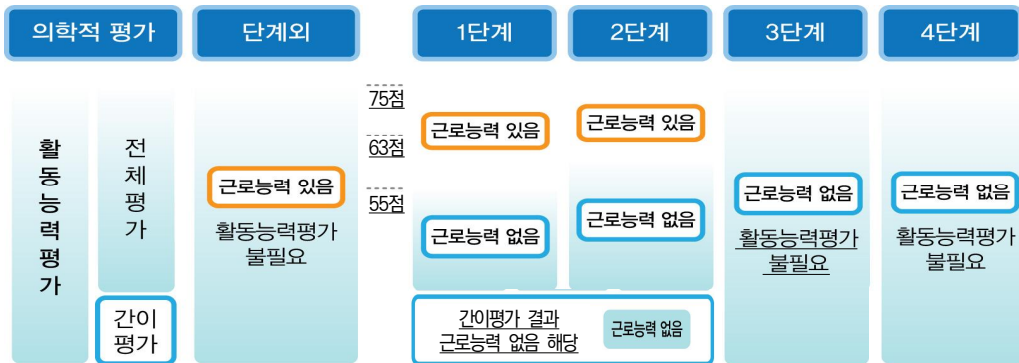 의학적 평가
단계외
1단계
2단계
3단계
4단계
활동능력평가
전체평가
간이
평가
근로능력 있음
활동능력평가
불필요
75점
63점
55점
근로능력 있음
근로능력 없음
근로능력 있음
근로능력 없음
간이평가 결과
근로능력 없음 해당
근로능력 없음
근로능력 없음
활동능력평가
불필요
근로능력 없음
활동능력평가
불필요